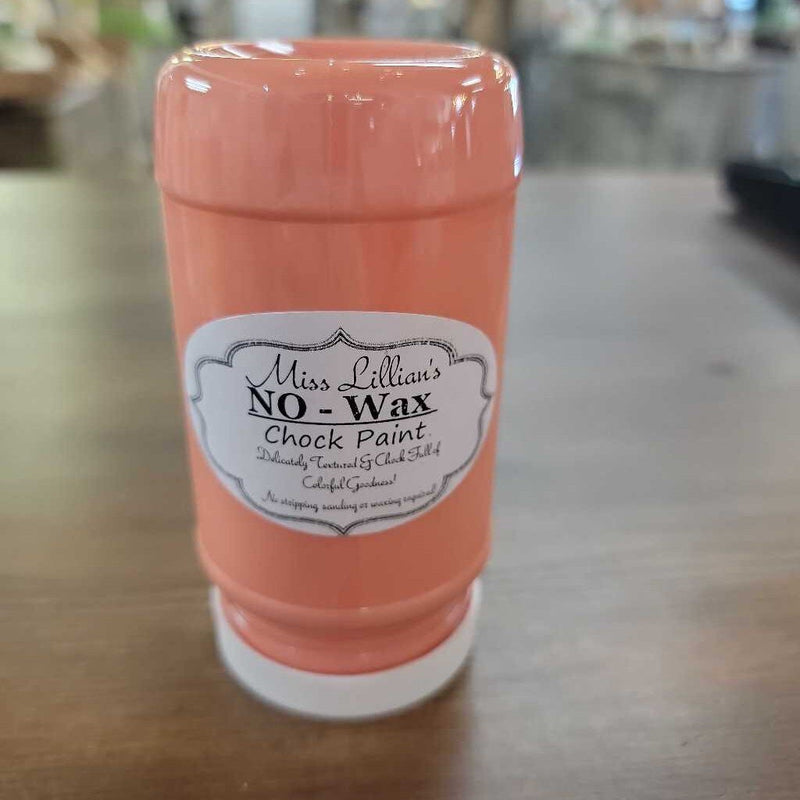 Miss Lillian's
NO - Wax
Chock Paint
Delicately Textured & Chock Full of
Colorful Goodness!
No stripping, sanding or waxing required!